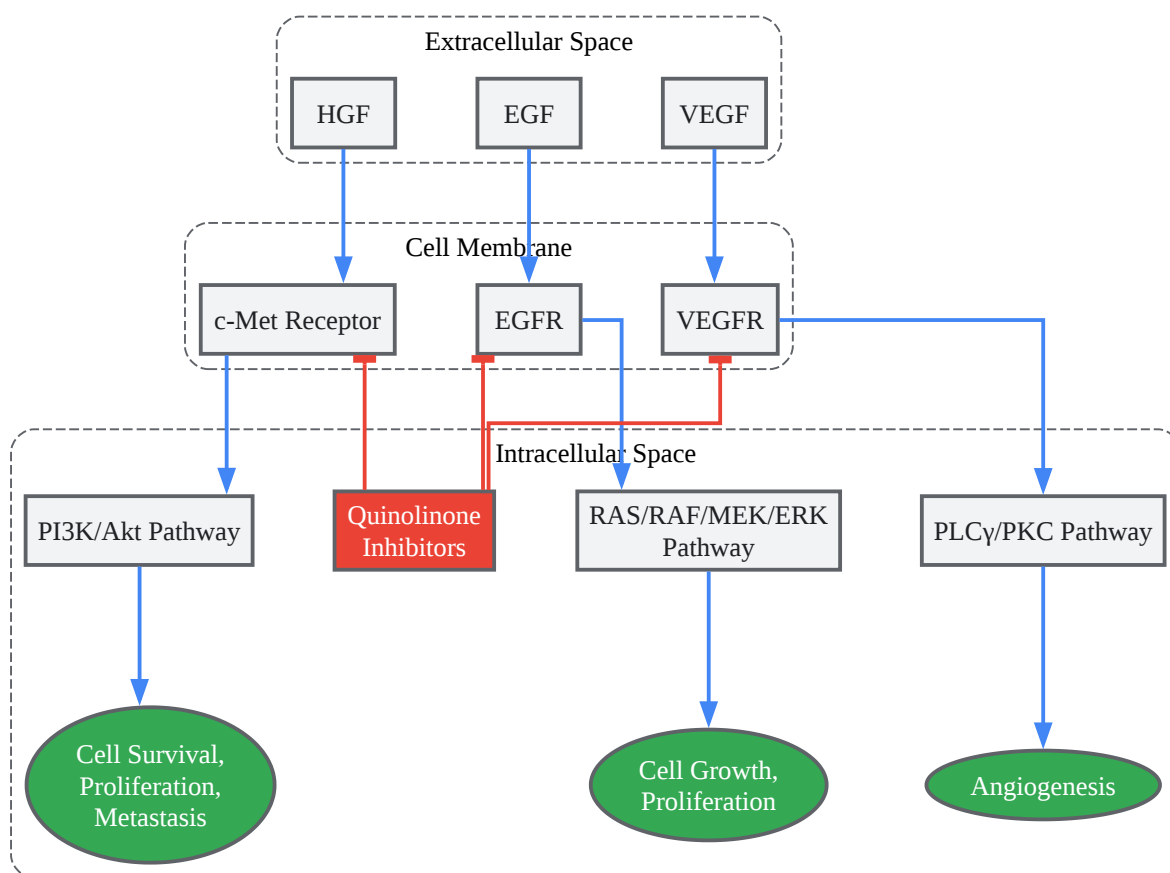 Extracellular Space
HGF
EGF
VEGF
Cell Membrane
c-Met Receptor
EGFR
VEGFR
Intracellular Space
PI3K/Akt Pathway
Quinolinone
Inhibitors
RAS/RAF/MEK/ERK
Pathway
PLCγ/PKC Pathway
Cell Survival,
Proliferation,
Metastasis
Cell Growth,
Proliferation
Angiogenesis